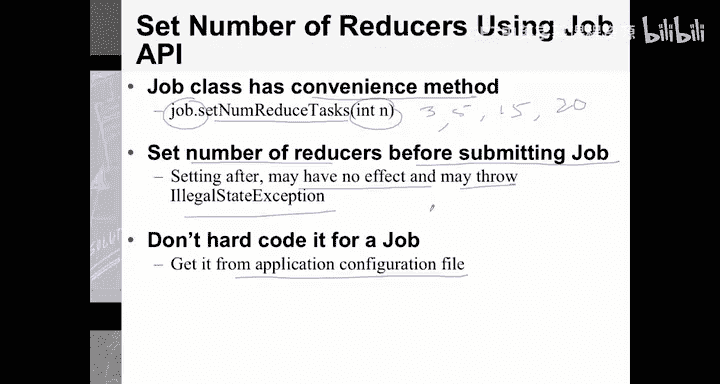 Set Number of Reducers Using Job
API
bilibili
• Job class has convenience method
– job.setNumReduceTasks(int n) 3, 5, 15, 20
• Set number of reducers before submitting Job
– Setting after, may have no effect and may throw
IllegalStateException
• Don’t hard code it for a Job
– Get it from application configuration file